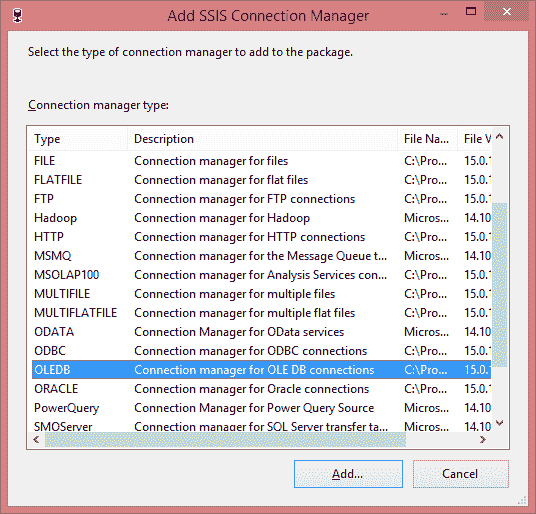 Add SSIS Connection Manager
Select the type of connection manager to add to the package.
Connection manager type:
Type Description File Na... File V
FILE Connection manager for files C:\Pro... 15.0.1
FLATFILE Connection manager for flat files C:\Pro... 15.0.1
FTP Connection manager for FTP connections C:\Pro... 15.0.1
Hadoop Connection manager for Hadoop Micros... 14.10
HTTP Connection manager for HTTP connections C:\Pro... 15.0.1
MSMQ Connection manager for the Message Queue t... Micros... 14.10
MSOLAP100 Connection manager for Analysis Services con... C:\Pro... 15.0.1
MULTIFILE Connection manager for multiple files C:\Pro... 15.0.1
MULTIFLATFILE Connection manager for multiple flat files C:\Pro... 15.0.1
ODATA Connection Manager for OData services Micros... 14.10
ODBC Connection manager for ODBC connections C:\Pro... 15.0.1
OLEDB Connection manager for OLE DB connections C:\Pro... 15.0.1
ORACLE Connection manager for Oracle connections C:\Pro... 15.0.1
PowerQuery Connection Manager for Power Query Source Micros... 14.10
SMOServer Connection manager for SQL Server transfer ta... Micros... 14.10
Add... Cancel